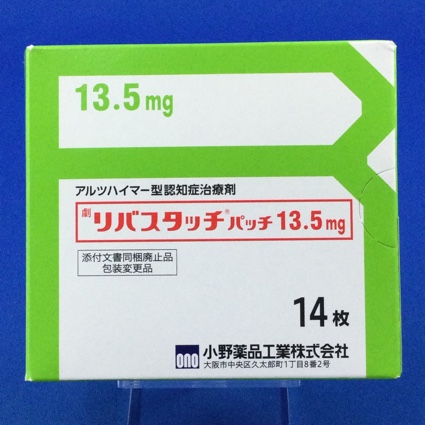 13.5mg
アルツハイマー型認知症治療剤
劇 リバスタッチ®パッチ 13.5mg
添付文書同梱廃止品
包装変更品
14枚
ono 小野薬品工業株式会社
大阪市中央区久太郎町1丁目8番2号